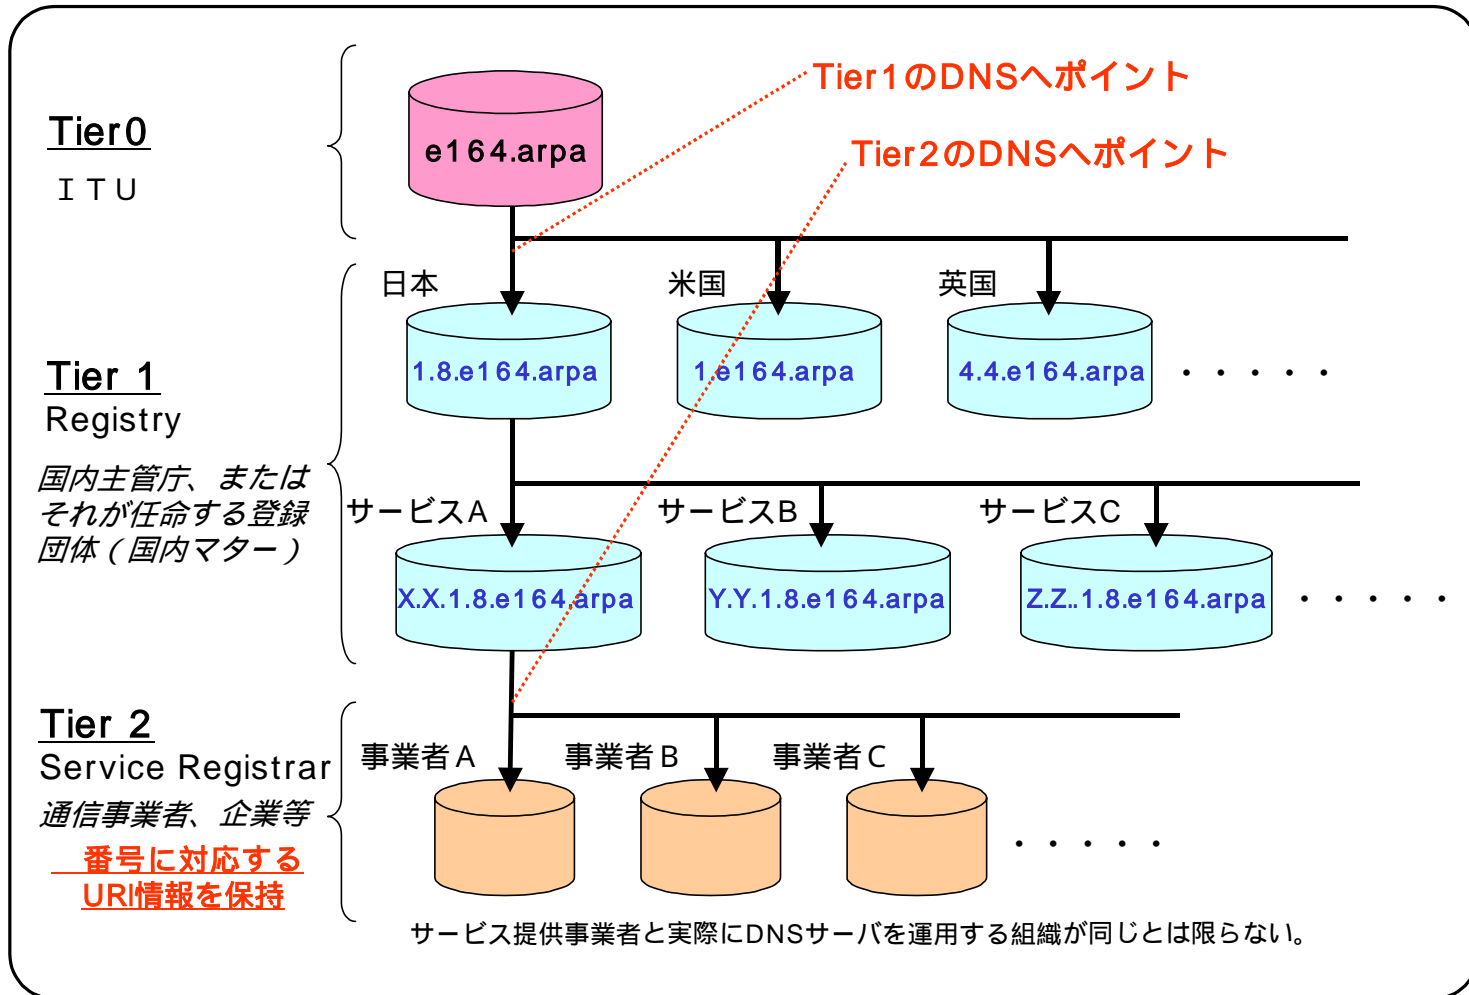 Tier1のDNSへポイント
Tier0
e164.arpa
Tier2のDNSへポイント
ITU
日本
米国
英国
Tier 1
1.8.e164.arpa
1.e164.arpa
4.4.e164.arpa
・・・・・
Registry
国内主管庁、または
それが任命する登録
団体(国内マター)
サービスA
サービスB
サービスC
X.X.1.8.e164.arpa
Y.Y.1.8.e164.arpa
Z.Z..1.8.e164.arpa
・・・・・
Tier 2
Service Registrar
通信事業者、企業等
番号に対応する
URI情報を保持
事業者A
事業者B
事業者C
・・・・・
サービス提供事業者と実際にDNSサーバを運用する組織が同じとは限らない。